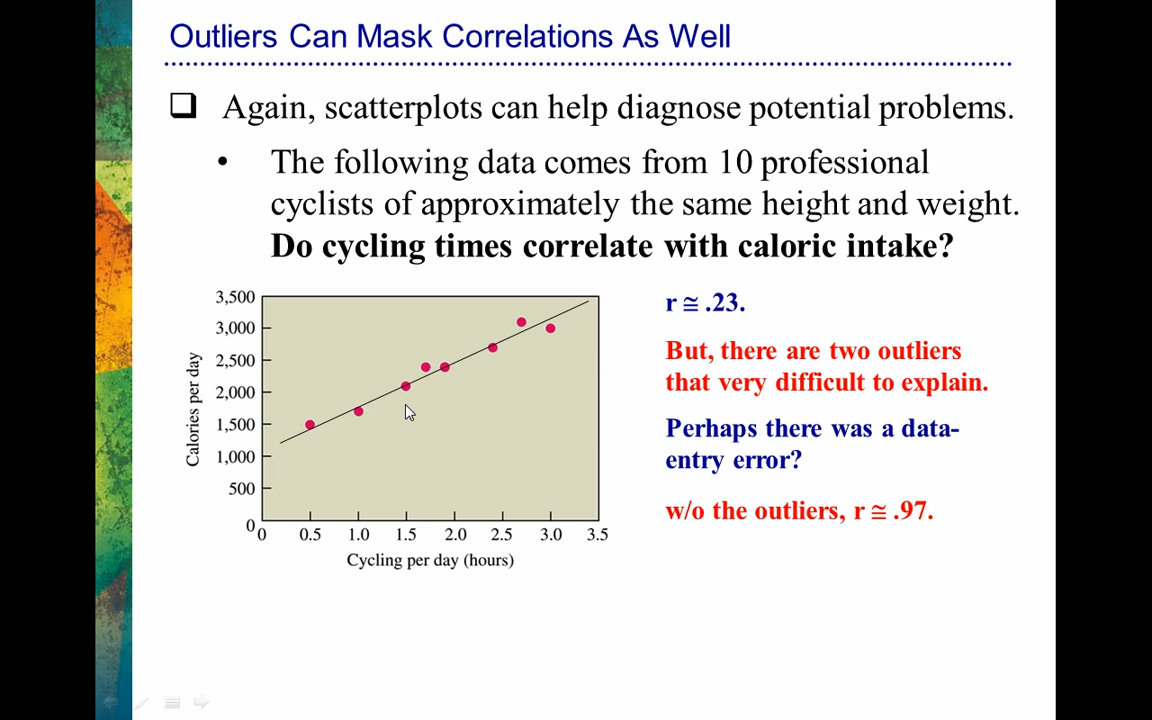 Outliers Can Mask Correlations As Well
Again, scatterplots can help diagnose potential problems.
• The following data comes from 10 professional
cyclists of approximately the same height and weight.
Do cycling times correlate with caloric intake?
3,500
3,000
2,500
2,000
1,500
1,000
500
0
Calories per day
0 0.5 1.0 1.5 2.0 2.5 3.0 3.5
Cycling per day (hours)
r ≅ .23.
But, there are two outliers
that very difficult to explain.
Perhaps there was a data-
entry error?
w/o the outliers, r ≅ .97.